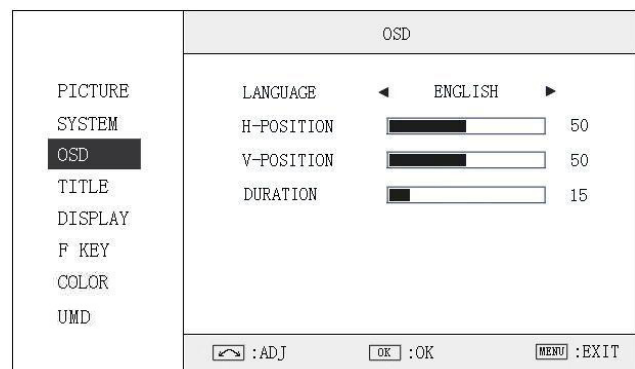 OSD
PICTURE
SYSTEM
OSD
TITLE
DISPLAY
F KEY
COLOR
UMD
LANGUAGE ◀ ENGLISH ▶
H-POSITION 50
V-POSITION 50
DURATION 15
:ADJ OK :OK MENU :EXIT